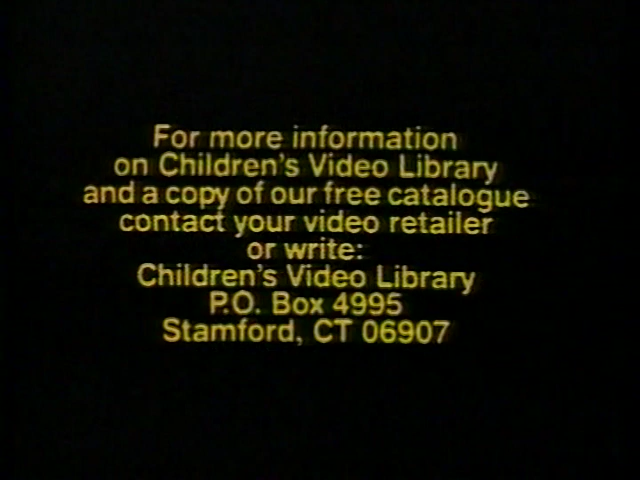 For more information
on Children's Video Library
and a copy of our free catalogue
contact your video retailer
or write:
Children's Video Library
P.O. Box 4995
Stamford, CT 06907